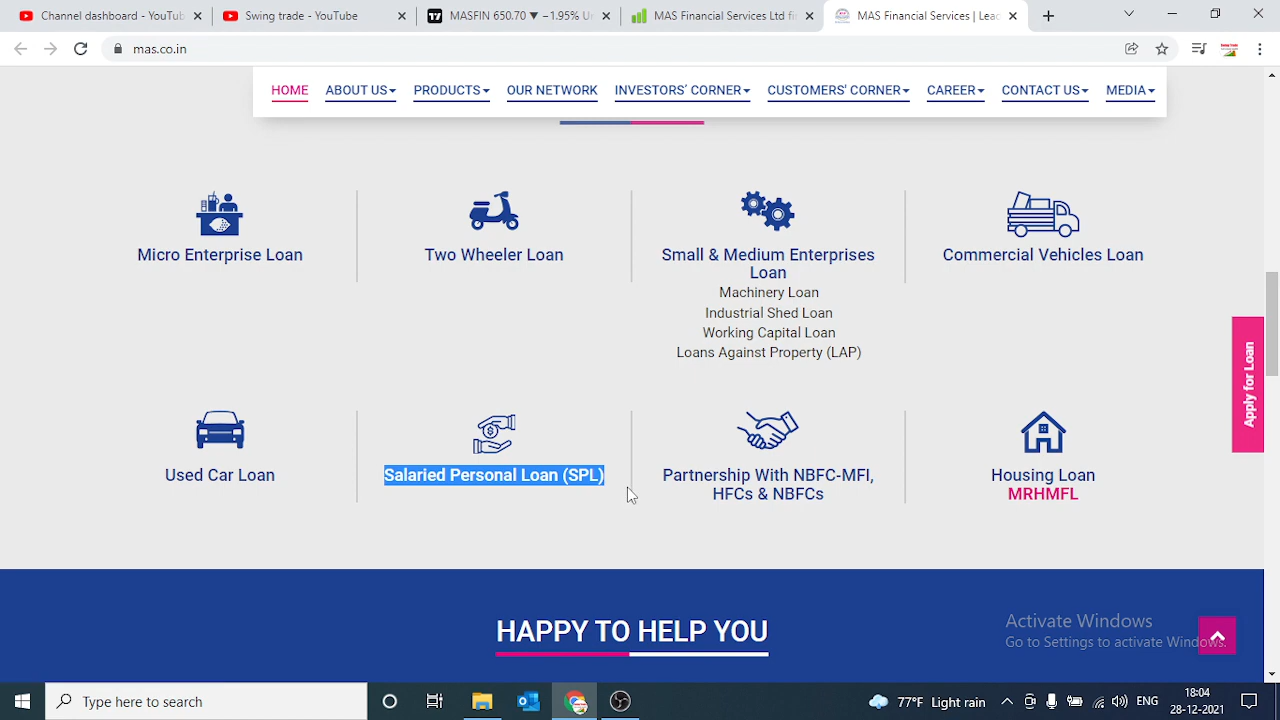 Channel dashboard - YouTub
Swing trade - YouTube
MASFIN 650.70 ▼ −1.95% U
MAS Financial Services Ltd fi
MAS Financial Services | Lea
mas.co.in
HOME
ABOUT US
PRODUCTS
OUR NETWORK
INVESTORS' CORNER
CUSTOMERS' CORNER
CAREER
CONTACT US
MEDIA
Micro Enterprise Loan
Two Wheeler Loan
Small & Medium Enterprises
Loan
Machinery Loan
Industrial Shed Loan
Working Capital Loan
Loans Against Property (LAP)
Commercial Vehicles Loan
Used Car Loan
Salaried Personal Loan (SPL)
Partnership With NBFC-MFI,
HFCs & NBFCs
Housing Loan
MRHMFL
Apply for Loan
HAPPY TO HELP YOU
Activate Windows
Go to Settings to activate Windows.
Type here to search
77°F Light rain
ENG
18:04
28-12-2021